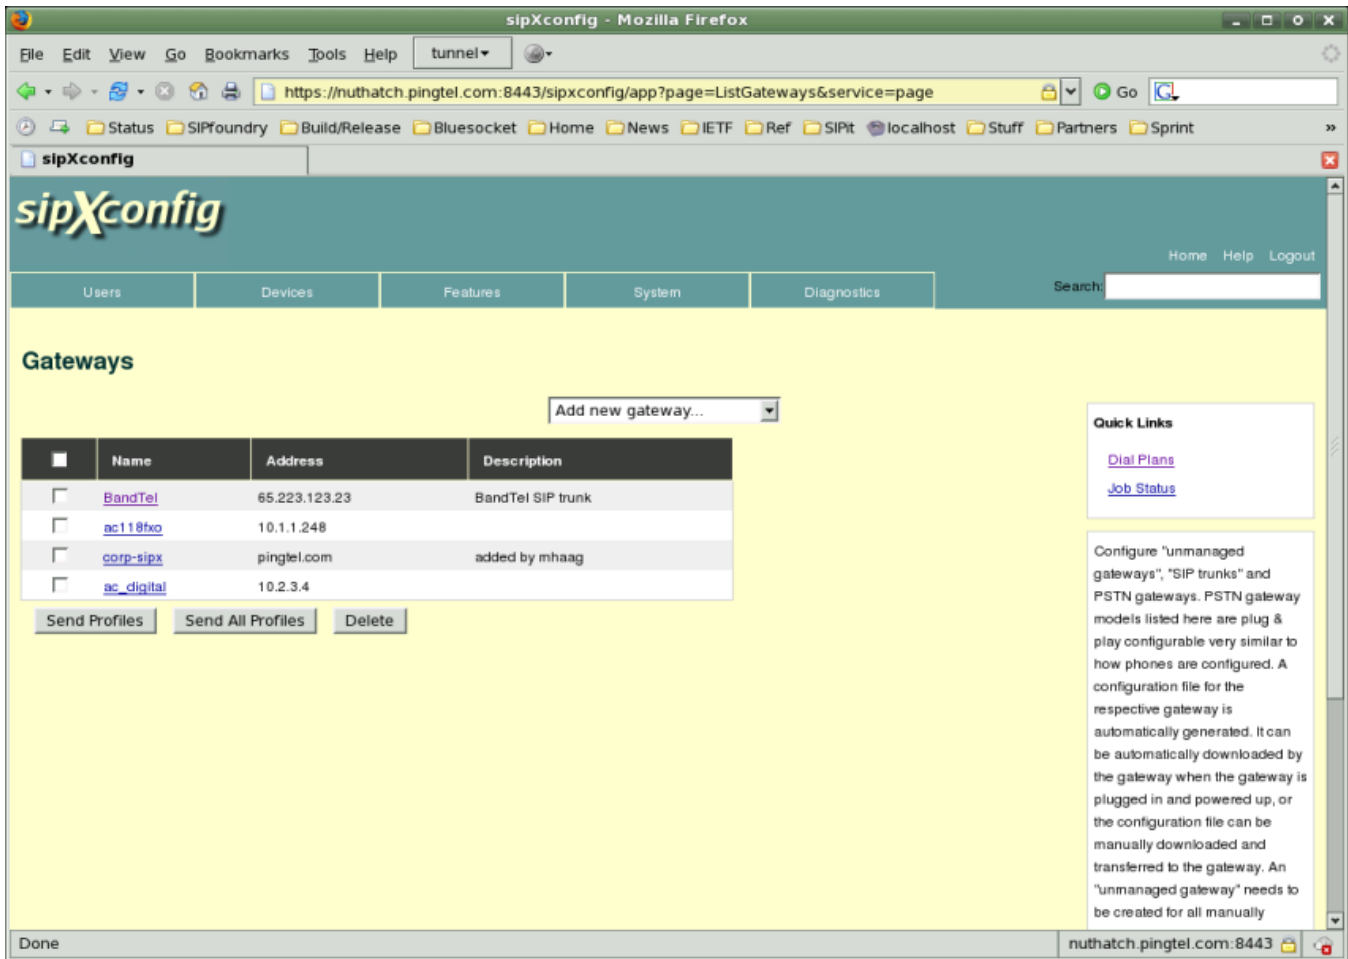 sipXconfig - Mozilla Firefox
File Edit View Go Bookmarks Tools Help tunnel
https://nuthatch.pingtel.com:8443/sipxconfig/app?page=ListGateways&service=page Go G
Status SIPfoundry Build/Release Bluesocket Home News IETF Ref SIPit localhost Stuff Partners Sprint »
sipXconfig
sipXconfig
Home Help Logout
Users Devices Features System Diagnostics Search:
Gateways
Add new gateway...
Name Address Description
BandTel 65.223.123.23 BandTel SIP trunk
ac118fxo 10.1.1.248
corp-sipx pingtel.com added by mhaag
ac_digital 10.2.3.4
Send Profiles Send All Profiles Delete
Quick Links
Dial Plans
Job Status
Configure "unmanaged
gateways", "SIP trunks" and
PSTN gateways. PSTN gateway
models listed here are plug &
play configurable very similar to
how phones are configured. A
configuration file for the
respective gateway is
automatically generated. It can
be automatically downloaded by
the gateway when the gateway is
plugged in and powered up, or
the configuration file can be
manually downloaded and
transferred to the gateway. An
"unmanaged gateway" needs to
be created for all manually
Done nuthatch.pingtel.com:8443